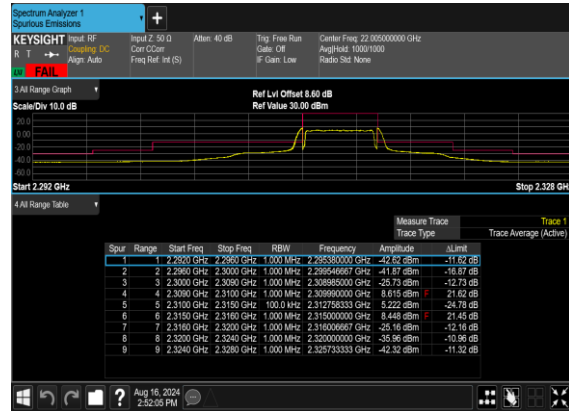 Spectrum Analyzer 1
Spurious Emissions
+
KEYSIGHT Input: RF Input Z: 50 Ω Atten: 40 dB Trig: Free Run Center Freq: 22.005000000 GHz
R T Coupling: DC Corr CCorr Gate: Off Avg|Hold: 1000/1000
Align: Auto Freq Ref: Int (S) IF Gain: Low Radio Std: None
LV FAIL
3 All Range Graph
Ref Lvl Offset 8.60 dB
Scale/Div 10.0 dB Ref Value 30.00 dBm
20.0
0.00
-20.0
-40.0
-60.0
Start 2.292 GHz Stop 2.328 GH
4 All Range Table
Measure Trace Trace 1
Trace Type Trace Average (Active)
Spur Range Start Freq Stop Freq RBW Frequency Amplitude ΔLimit
1 1 2.2920 GHz 2.2960 GHz 1.000 MHz 2.295380000 GHz -42.62 dBm -11.62 dB
2 2 2.2960 GHz 2.3000 GHz 1.000 MHz 2.299546667 GHz -41.87 dBm -16.87 dB
3 3 2.3000 GHz 2.3090 GHz 1.000 MHz 2.308985000 GHz -25.73 dBm -12.73 dB
4 4 2.3090 GHz 2.3100 GHz 1.000 MHz 2.309990000 GHz 8.615 dBm F 21.62 dB
5 5 2.3100 GHz 2.3150 GHz 100.0 kHz 2.312758333 GHz 5.222 dBm -24.78 dB
6 6 2.3150 GHz 2.3160 GHz 1.000 MHz 2.315000000 GHz 8.448 dBm F 21.45 dB
7 7 2.3160 GHz 2.3200 GHz 1.000 MHz 2.316006667 GHz -25.16 dBm -12.16 dB
8 8 2.3200 GHz 2.3240 GHz 1.000 MHz 2.320000000 GHz -35.96 dBm -10.96 dB
9 9 2.3240 GHz 2.3280 GHz 1.000 MHz 2.325733333 GHz -42.32 dBm -11.32 dB
? Aug 16, 2024
2:52:05 PM